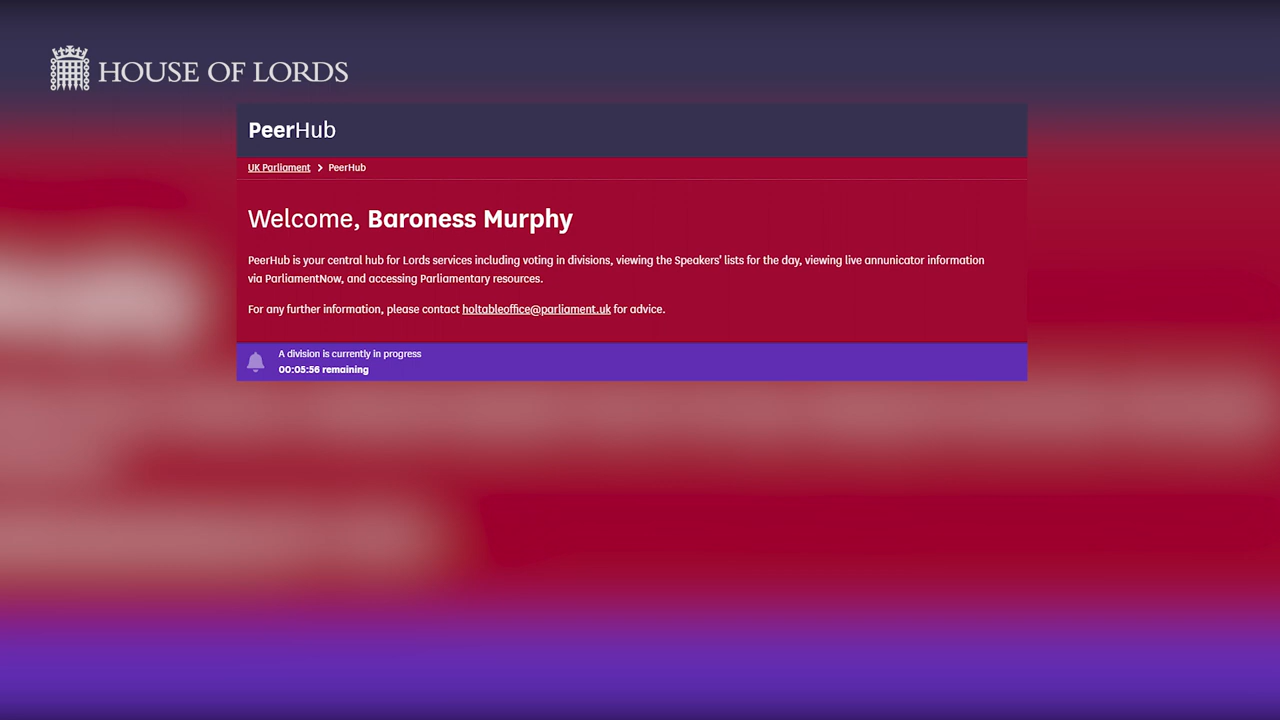 HOUSE OF LORDS
PeerHub
UK Parliament > PeerHub
Welcome, Baroness Murphy
PeerHub is your central hub for Lords services including voting in divisions, viewing the Speakers' lists for the day, viewing live annunicator information
via ParliamentNow, and accessing Parliamentary resources.
For any further information, please contact holtableoffice@parliament.uk for advice.
A division is currently in progress
00:05:56 remaining